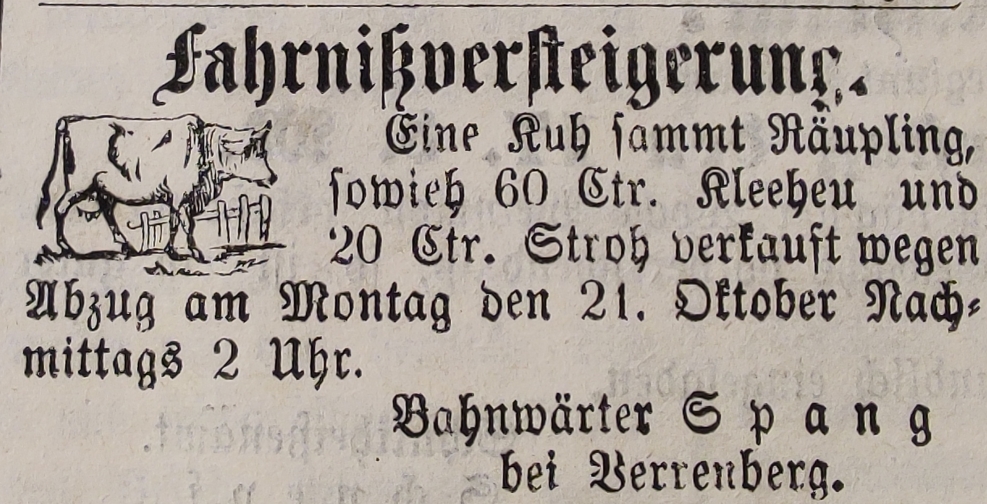 Fahrnißversteigerung.
Eine Kuh sammt Räupling,
sowieh 60 Ctr. Kleeheu und
20 Ctr. Stroh verkauft wegen
Abzug am Montag den 21. Oktober Nach-
mittags 2 Uhr.
Bahnwärter Spang
bei Verrenberg.